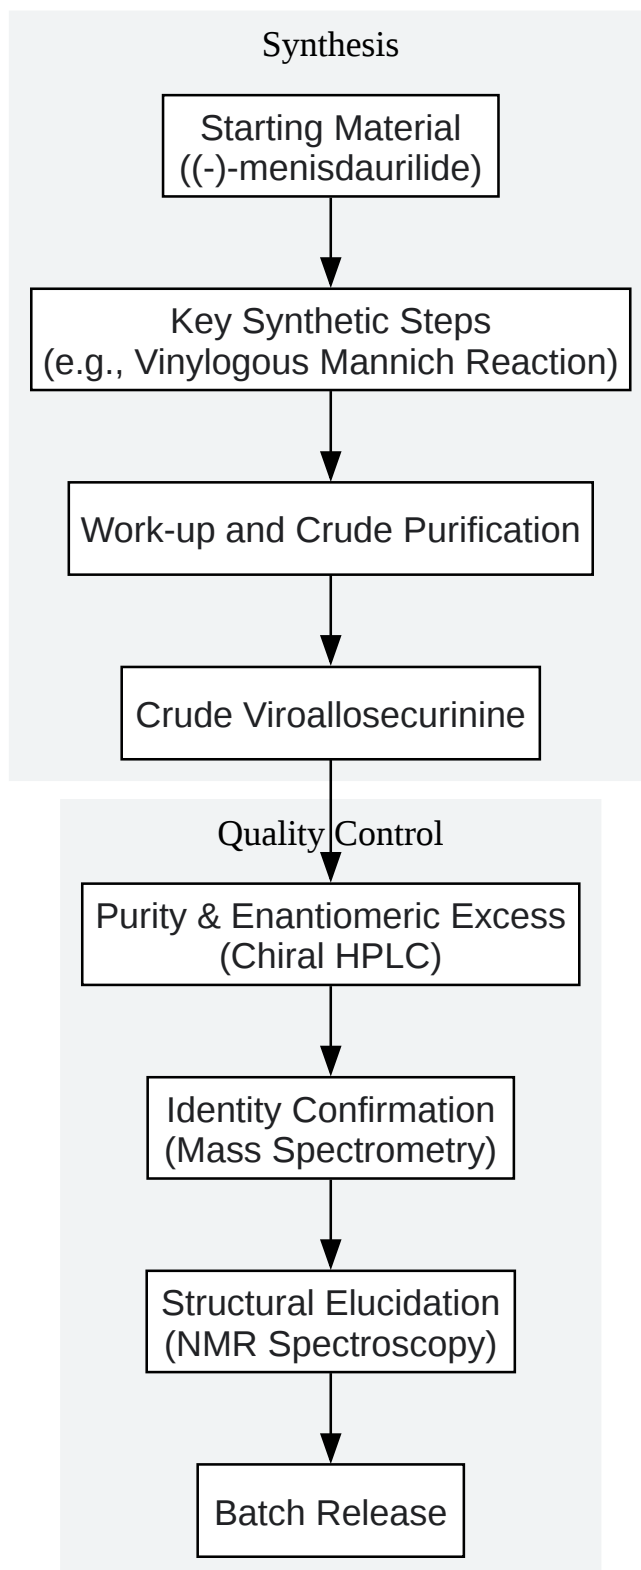 Synthesis
Starting Material
((-)-menisdaurilide)
Key Synthetic Steps
(e.g., Vinylogous Mannich Reaction)
Work-up and Crude Purification
Crude Viroallosecurinine
Quality Control
Purity & Enantiomeric Excess
(Chiral HPLC)
Identity Confirmation
(Mass Spectrometry)
Structural Elucidation
(NMR Spectroscopy)
Batch Release